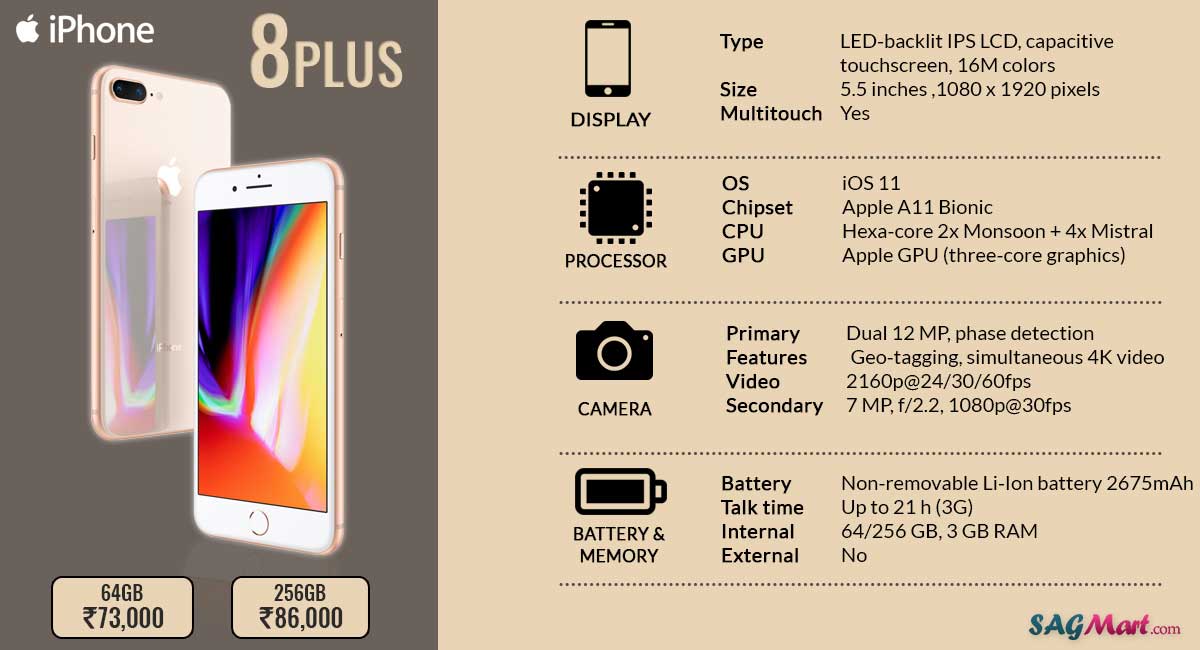 iPhone
8PLUS
64GB
₹73,000
256GB
₹86,000
DISPLAY
Type LED-backlit IPS LCD, capacitive
touchscreen, 16M colors
Size 5.5 inches ,1080 x 1920 pixels
Multitouch Yes
PROCESSOR
OS iOS 11
Chipset Apple A11 Bionic
CPU Hexa-core 2x Monsoon + 4x Mistral
GPU Apple GPU (three-core graphics)
CAMERA
Primary Dual 12 MP, phase detection
Features Geo-tagging, simultaneous 4K video
Video 2160p@24/30/60fps
Secondary 7 MP, f/2.2, 1080p@30fps
BATTERY &
MEMORY
Battery Non-removable Li-Ion battery 2675mAh
Talk time Up to 21 h (3G)
Internal 64/256 GB, 3 GB RAM
External No
SAGMart.com
iPhone